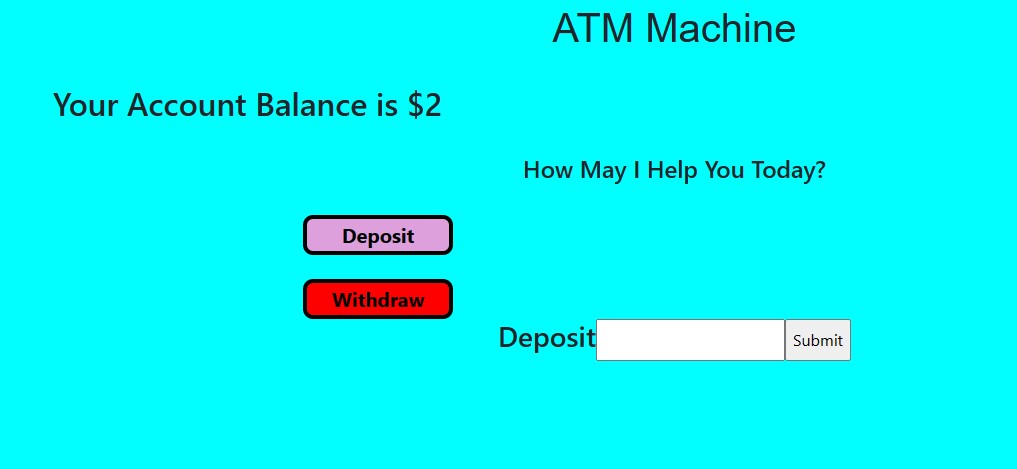 ATM Machine
Your Account Balance is $2
How May I Help You Today?
Deposit
Withdraw
Deposit Submit